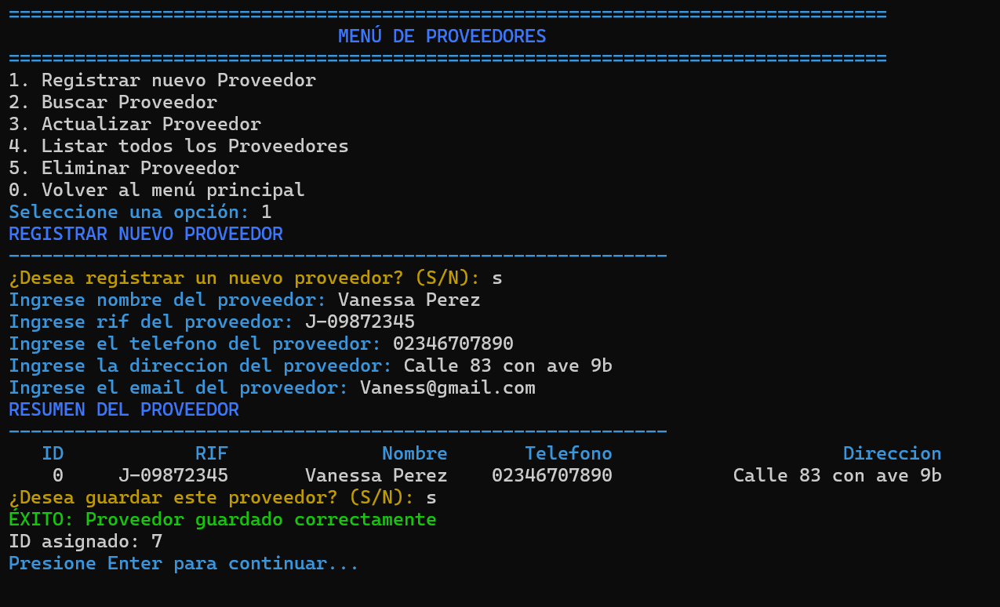 ================================================================================
MENÚ DE PROVEEDORES
================================================================================
1. Registrar nuevo Proveedor
2. Buscar Proveedor
3. Actualizar Proveedor
4. Listar todos los Proveedores
5. Eliminar Proveedor
0. Volver al menú principal
Seleccione una opción: 1
REGISTRAR NUEVO PROVEEDOR
------------------------------------------------------------
¿Desea registrar un nuevo proveedor? (S/N): s
Ingrese nombre del proveedor: Vanessa Perez
Ingrese rif del proveedor: J-09872345
Ingrese el telefono del proveedor: 02346707890
Ingrese la direccion del proveedor: Calle 83 con ave 9b
Ingrese el email del proveedor: Vaness@gmail.com
RESUMEN DEL PROVEEDOR
------------------------------------------------------------
ID RIF Nombre Telefono Direccion
0 J-09872345 Vanessa Perez 02346707890 Calle 83 con ave 9b
¿Desea guardar este proveedor? (S/N): s
ÉXITO: Proveedor guardado correctamente
ID asignado: 7
Presione Enter para continuar...